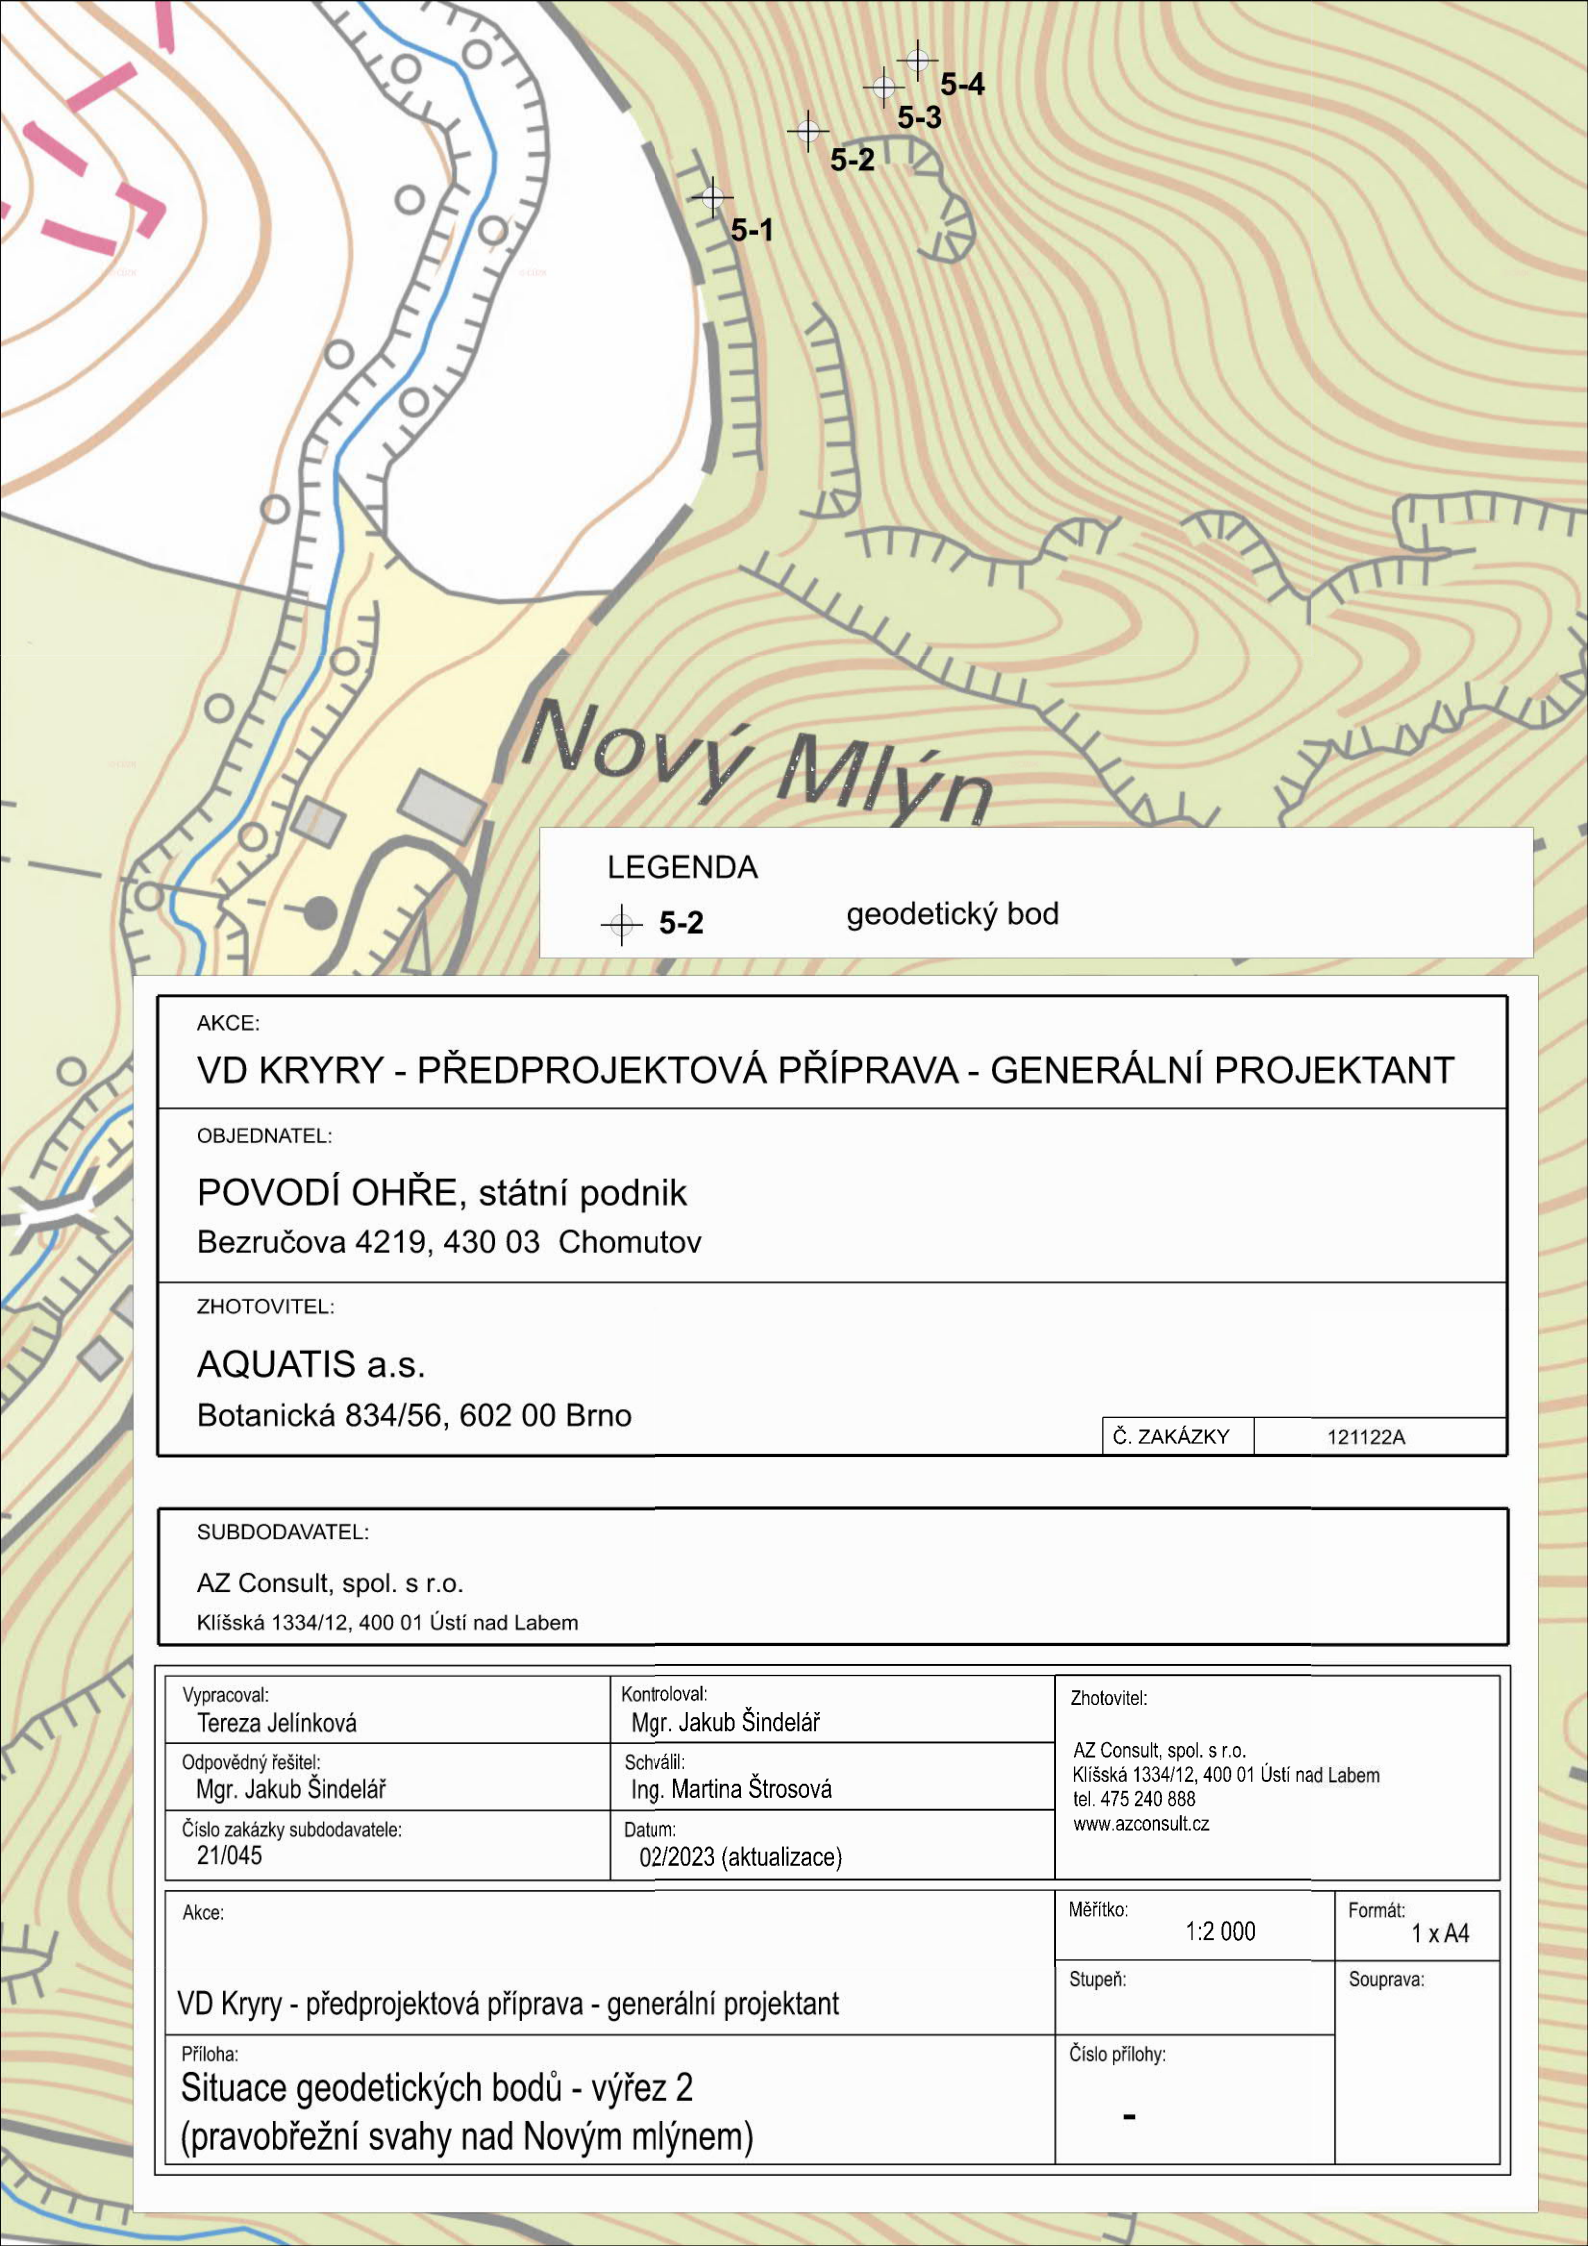 5-4
5-3
5-2
5-1
Nový Mlýn
LEGENDA
5-2 geodetický bod
AKCE:
VD KRYRY - PŘEDPROJEKTOVÁ PŘÍPRAVA - GENERÁLNÍ PROJEKTANT
OBJEDNATEL:
POVODÍ OHŘE, státní podnik
Bezručova 4219, 430 03 Chomutov
ZHOTOVITEL:
AQUATIS a.s.
Botanická 834/56, 602 00 Brno
Č. ZAKÁZKY 121122A
SUBDODAVATEL:
AZ Consult, spol. s r.o.
Klíšská 1334/12, 400 01 Ústí nad Labem
Vypracoval:
Tereza Jelínková
Kontroloval:
Mgr. Jakub Šindelář
Zhotovitel:
AZ Consult, spol. s r.o.
Klíšská 1334/12, 400 01 Ústí nad Labem
tel. 475 240 888
www.azconsult.cz
Odpovědný řešitel:
Mgr. Jakub Šindelář
Schválil:
Ing. Martina Štrosová
Číslo zakázky subdodavatele:
21/045
Datum:
02/2023 (aktualizace)
Akce:
VD Kryry - předprojektová příprava - generální projektant
Měřítko:
1:2 000
Formát:
1 x A4
Stupeň:
Souprava:
Příloha:
Situace geodetických bodů - výřez 2
(pravobřežní svahy nad Novým mlýnem)
Číslo přílohy:
-